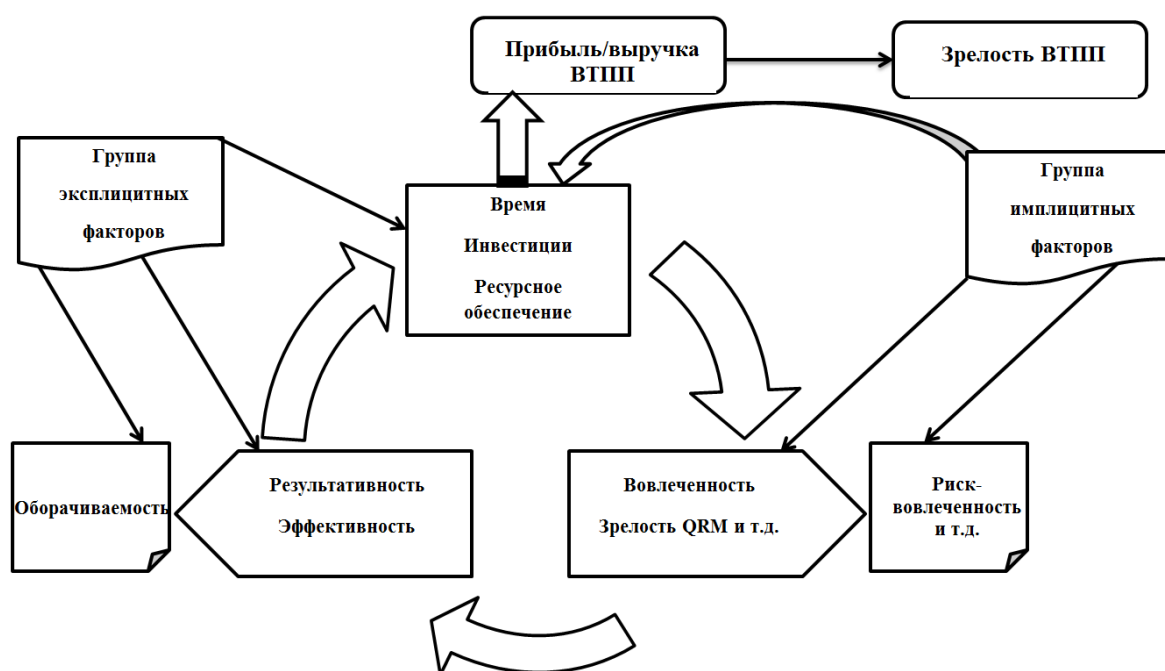 Прибыль/выручка
ВТПП
Зрелость ВТПП
Группа
эксплицитных
факторов
Время
Инвестиции
Ресурсное
обеспечение
Группа
имплицитных
факторов
Оборачиваемость
Результативность
Эффективность
Вовлеченность
Зрелость QRM и т.д.
Риск-
вовлеченность
и т.д.